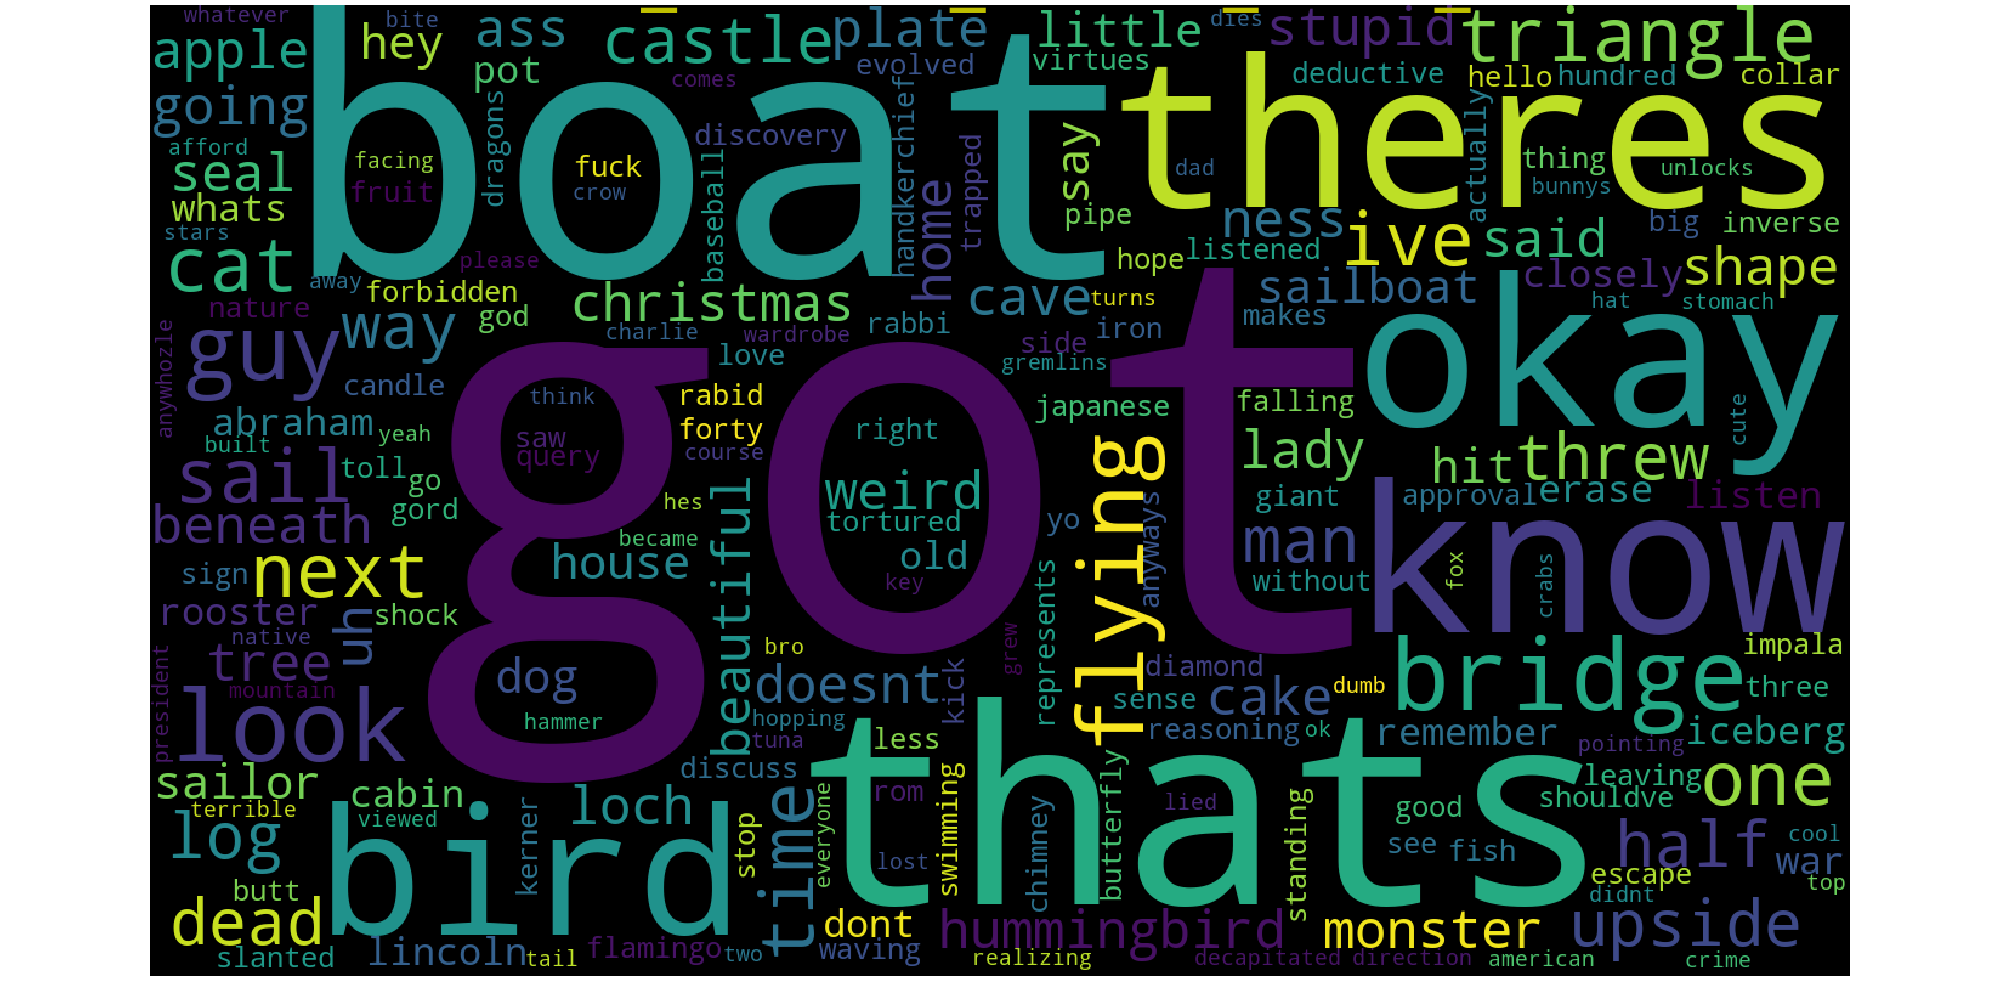 whatever
bite
ass
castle
plate
little
dies
stupid
triangle
apple
hey
pot
comes
evolved
virtues
deductive
hello
hundred
collar
boat
theres
going
dragons
discovery
handkerchief
say
actually
afford
facing
fuck
baseball
trapped
dad
thing
unlocks
seal
fruit
crow
home
bunnys
whats
pipe
ness
ive
said
big
inverse
stars
cat
please
hope
listened
closely
shape
away
forbidden
christmas
cave
turns
sailboat
hat
stomach
nature
god
charlie
wardrobe
rabbi
iron
makes
okay
anywhozle
guy
way
love
side
gremlins
candle
think
rabid
japanese
falling
cute
got
abraham
yeah
saw
forty
right
flying
lady
hit
threw
built
toll
query
course
weird
sail
go
beautiful
giant
approval
erase
listen
beneath
gord
hes
tortured
yo
anyways
man
know
next
house
became
old
sign
key
represents
without
fox
crabs
rooster
shock
uh
native
tree
bro
grew
bridge
impala
president
mountain
dog
doesnt
kick
diamond
sense
cake
dumb
three
look
hammer
hopping
tuna
less
reasoning
ok
remember
pointing
iceberg
thats
sailor
cabin
discuss
time
everyone
rom
swimming
butterfly
leaving
one
terrible
viewed
loch
lied
standing
good
shouldve
log
bird
kerner
stop
lost
chimney
see
fish
half
cool
war
butt
escape
top
dead
dont
didnt
hummingbird
monster
upside
slanted
lincoln
tail
flamingo
two
waving
realizing
decapitated
direction
american
crime